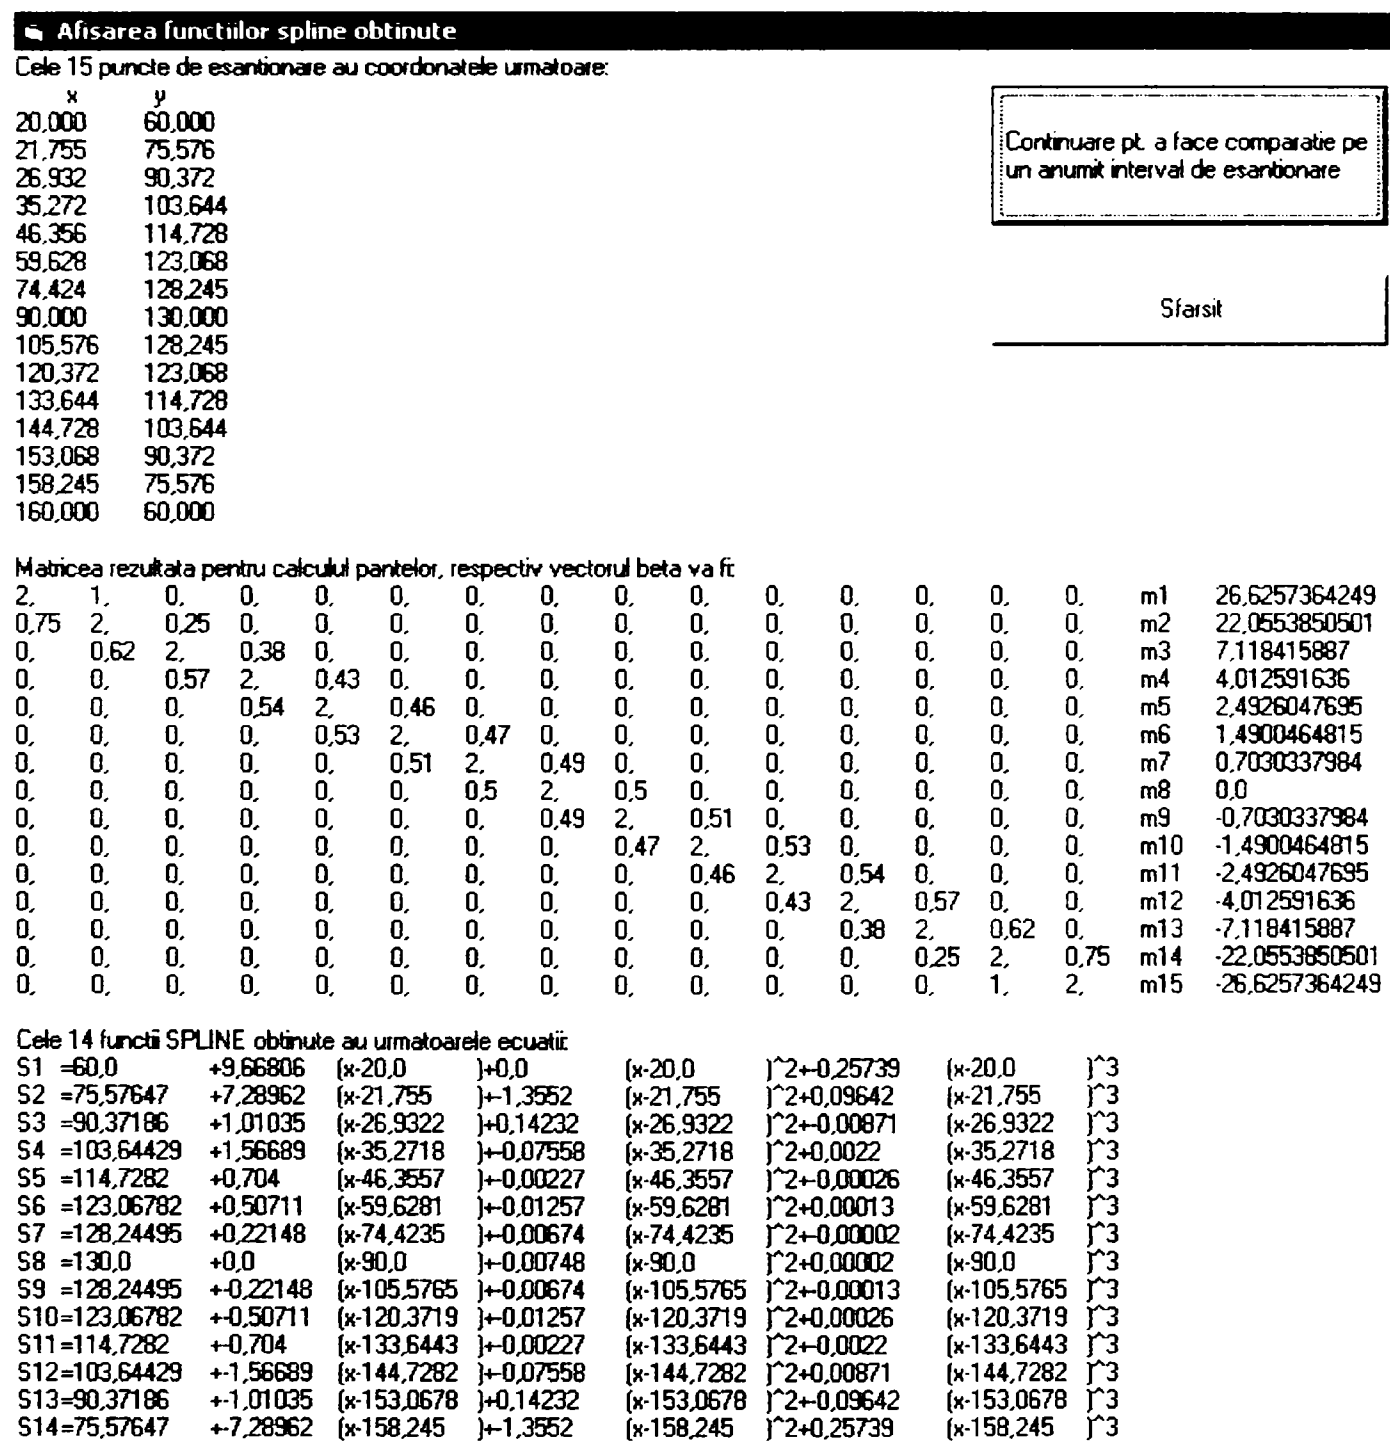 Afisarea functiilor spline obtinute
Cele 15 puncte de esantionare au coordonatele urmatoare:
x y
20,000 60,000
21,755 75,576
26,932 90,372
35,272 103,644
46,356 114,728
59,628 123,068
74,424 128,245
90,000 130,000
105,576 128,245
120,372 123,068
133,644 114,728
144,728 103,644
153,068 90,372
158,245 75,576
160,000 60,000
Continuare pt. a face comparatie pe
un anumit interval de esantionare
Sfarsit
Matricea rezultata pentru calculul pantelor, respectiv vectorul beta va fi:
2, 1, 0, 0, 0, 0, 0, 0, 0, 0, 0, 0, 0, 0, 0, m1 26,6257364249
0,75 2, 0,25 0, 0, 0, 0, 0, 0, 0, 0, 0, 0, 0, 0, m2 22,0553850501
0, 0,62 2, 0,38 0, 0, 0, 0, 0, 0, 0, 0, 0, 0, 0, m3 7,118415887
0, 0, 0,57 2, 0,43 0, 0, 0, 0, 0, 0, 0, 0, 0, 0, m4 4,012591636
0, 0, 0, 0,54 2, 0,46 0, 0, 0, 0, 0, 0, 0, 0, 0, m5 2,4926047695
0, 0, 0, 0, 0,53 2, 0,47 0, 0, 0, 0, 0, 0, 0, 0, m6 1,4900464815
0, 0, 0, 0, 0, 0,51 2, 0,49 0, 0, 0, 0, 0, 0, 0, m7 0,7030337984
0, 0, 0, 0, 0, 0, 0,5 2, 0,5 0, 0, 0, 0, 0, 0, m8 0,0
0, 0, 0, 0, 0, 0, 0, 0,49 2, 0,51 0, 0, 0, 0, 0, m9 -0,7030337984
0, 0, 0, 0, 0, 0, 0, 0, 0,47 2, 0,53 0, 0, 0, 0, m10 -1,4900464815
0, 0, 0, 0, 0, 0, 0, 0, 0, 0,46 2, 0,54 0, 0, 0, m11 -2,4926047695
0, 0, 0, 0, 0, 0, 0, 0, 0, 0, 0,43 2, 0,57 0, 0, m12 -4,012591636
0, 0, 0, 0, 0, 0, 0, 0, 0, 0, 0, 0,38 2, 0,62 0, m13 -7,118415887
0, 0, 0, 0, 0, 0, 0, 0, 0, 0, 0, 0, 0,25 2, 0,75 m14 -22,0553850501
0, 0, 0, 0, 0, 0, 0, 0, 0, 0, 0, 0, 0, 1, 2, m15 -26,6257364249
Cele 14 functii SPLINE obtinute au urmatoarele ecuatii:
S1 =60,0 +9,66806 (x-20,0 )+0,0 (x-20,0 )^2+-0,25739 (x-20,0 )^3
S2 =75,57647 +7,28962 (x-21,755 )+-1,3552 (x-21,755 )^2+0,09642 (x-21,755 )^3
S3 =90,37186 +1,01035 (x-26,9322 )+0,14232 (x-26,9322 )^2+-0,00871 (x-26,9322 )^3
S4 =103,64429 +1,56689 (x-35,2718 )+-0,07558 (x-35,2718 )^2+0,0022 (x-35,2718 )^3
S5 =114,7282 +0,704 (x-46,3557 )+-0,00227 (x-46,3557 )^2+-0,00026 (x-46,3557 )^3
S6 =123,06782 +0,50711 (x-59,6281 )+-0,01257 (x-59,6281 )^2+0,00013 (x-59,6281 )^3
S7 =128,24495 +0,22148 (x-74,4235 )+-0,00674 (x-74,4235 )^2+-0,00002 (x-74,4235 )^3
S8 =130,0 +0,0 (x-90,0 )+-0,00748 (x-90,0 )^2+0,00002 (x-90,0 )^3
S9 =128,24495 +-0,22148 (x-105,5765 )+-0,00674 (x-105,5765 )^2+-0,00013 (x-105,5765 )^3
S10=123,06782 +-0,50711 (x-120,3719 )+-0,01257 (x-120,3719 )^2+0,00026 (x-120,3719 )^3
S11=114,7282 +-0,704 (x-133,6443 )+-0,00227 (x-133,6443 )^2+-0,0022 (x-133,6443 )^3
S12=103,64429 +-1,56689 (x-144,7282 )+-0,07558 (x-144,7282 )^2+0,00871 (x-144,7282 )^3
S13=90,37186 +-1,01035 (x-153,0678 )+0,14232 (x-153,0678 )^2+-0,09642 (x-153,0678 )^3
S14=75,57647 +-7,28962 (x-158,245 )+-1,3552 (x-158,245 )^2+0,25739 (x-158,245 )^3